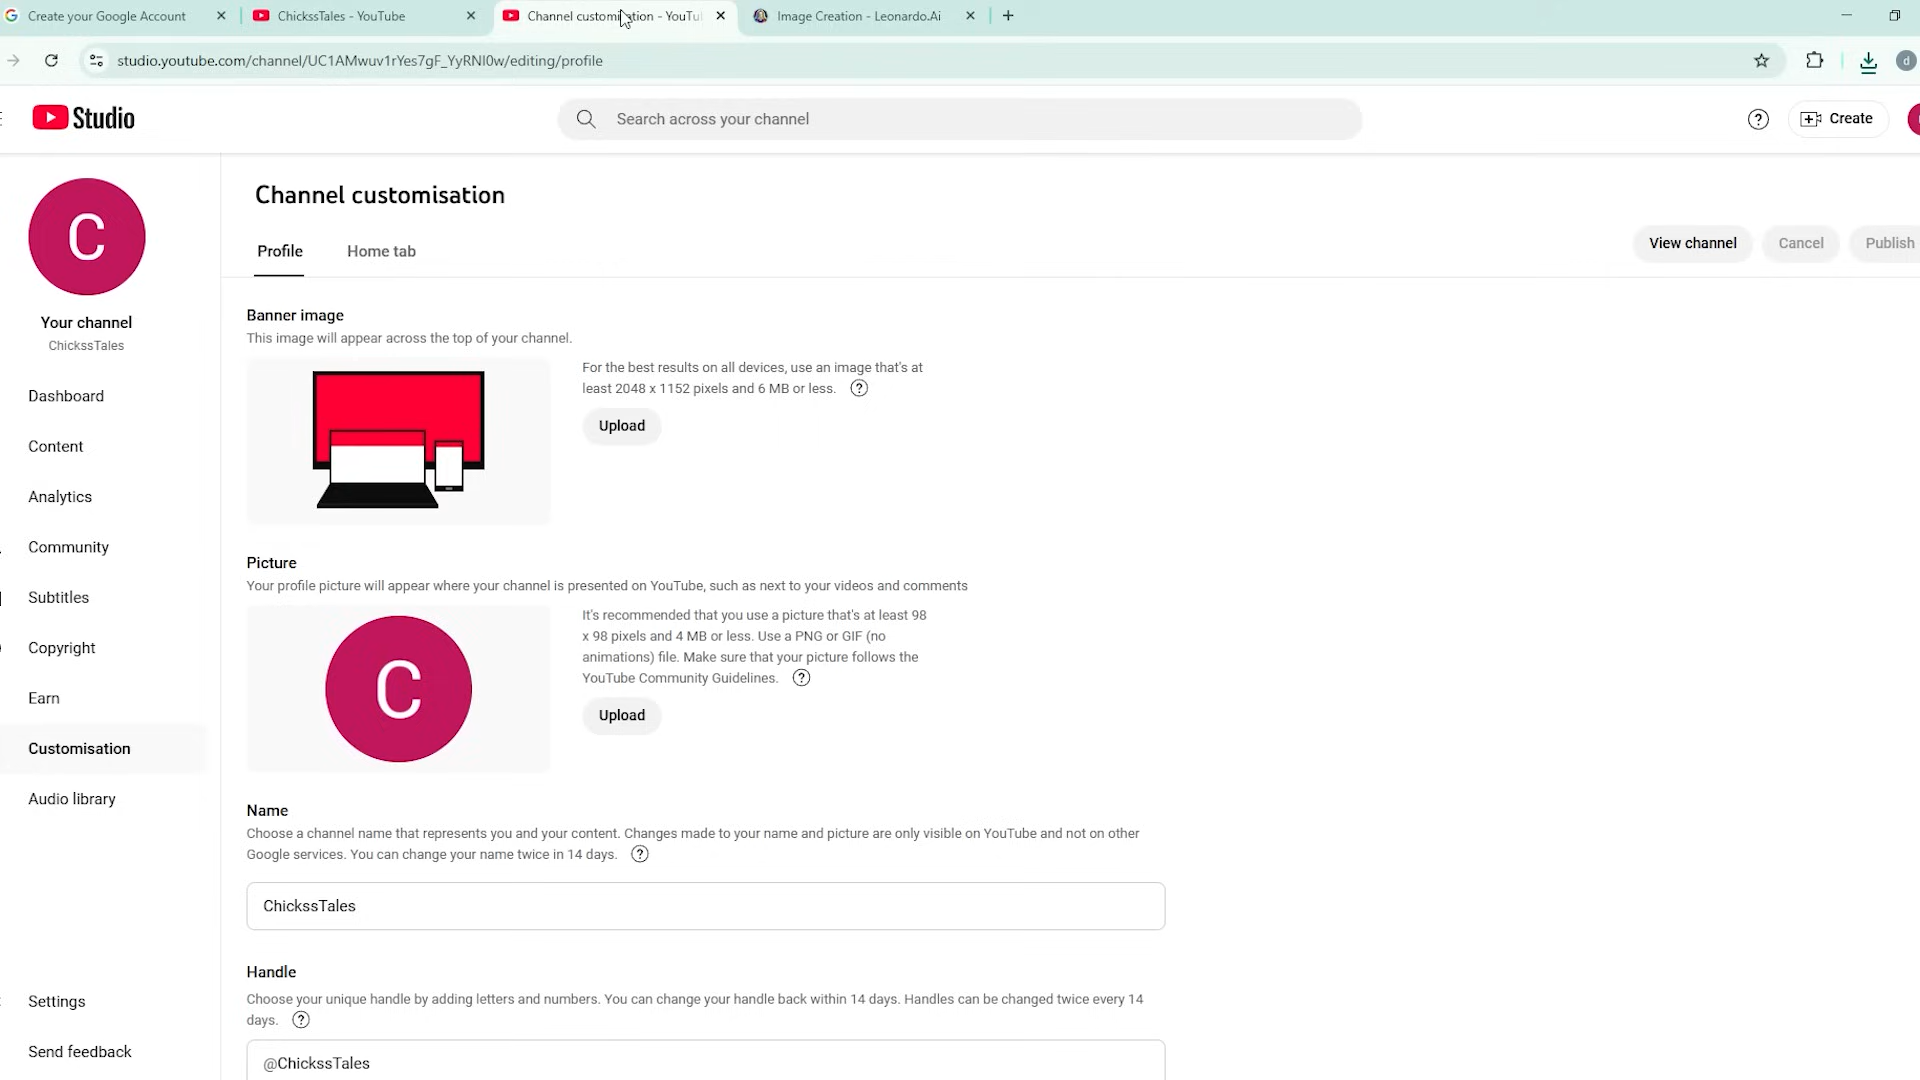 Create your Google Account
ChickssTales - YouTube
Channel customisation - YouTu
Image Creation - Leonardo.Ai
studio.youtube.com/channel/UC1AMwuv1rYes7gF_YyRNI0w/editing/profile
d
Studio
Search across your channel
Create
C
Your channel
ChickssTales
Dashboard
Content
Analytics
Community
Subtitles
Copyright
Earn
Customisation
Audio library
Settings
Send feedback
Channel customisation
Profile
Home tab
View channel
Cancel
Publish
Banner image
This image will appear across the top of your channel.
For the best results on all devices, use an image that's at
least 2048 x 1152 pixels and 6 MB or less.
Upload
Picture
Your profile picture will appear where your channel is presented on YouTube, such as next to your videos and comments
C
It's recommended that you use a picture that's at least 98
x 98 pixels and 4 MB or less. Use a PNG or GIF (no
animations) file. Make sure that your picture follows the
YouTube Community Guidelines.
Upload
Name
Choose a channel name that represents you and your content. Changes made to your name and picture are only visible on YouTube and not on other
Google services. You can change your name twice in 14 days.
ChickssTales
Handle
Choose your unique handle by adding letters and numbers. You can change your handle back within 14 days. Handles can be changed twice every 14
days.
@ChickssTales